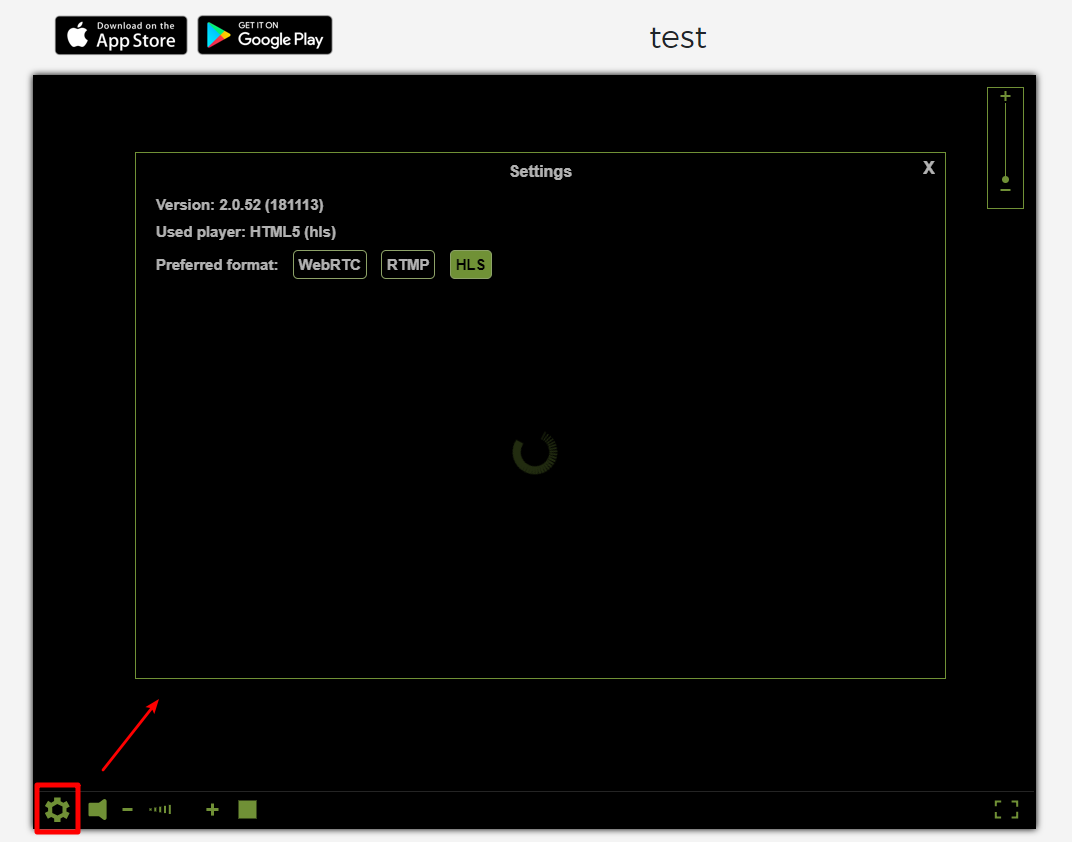 Download on the
App Store
GET IT ON
Google Play
test
Settings
X
Version: 2.0.52 (181113)
Used player: HTML5 (hls)
Preferred format: WebRTC RTMP HLS